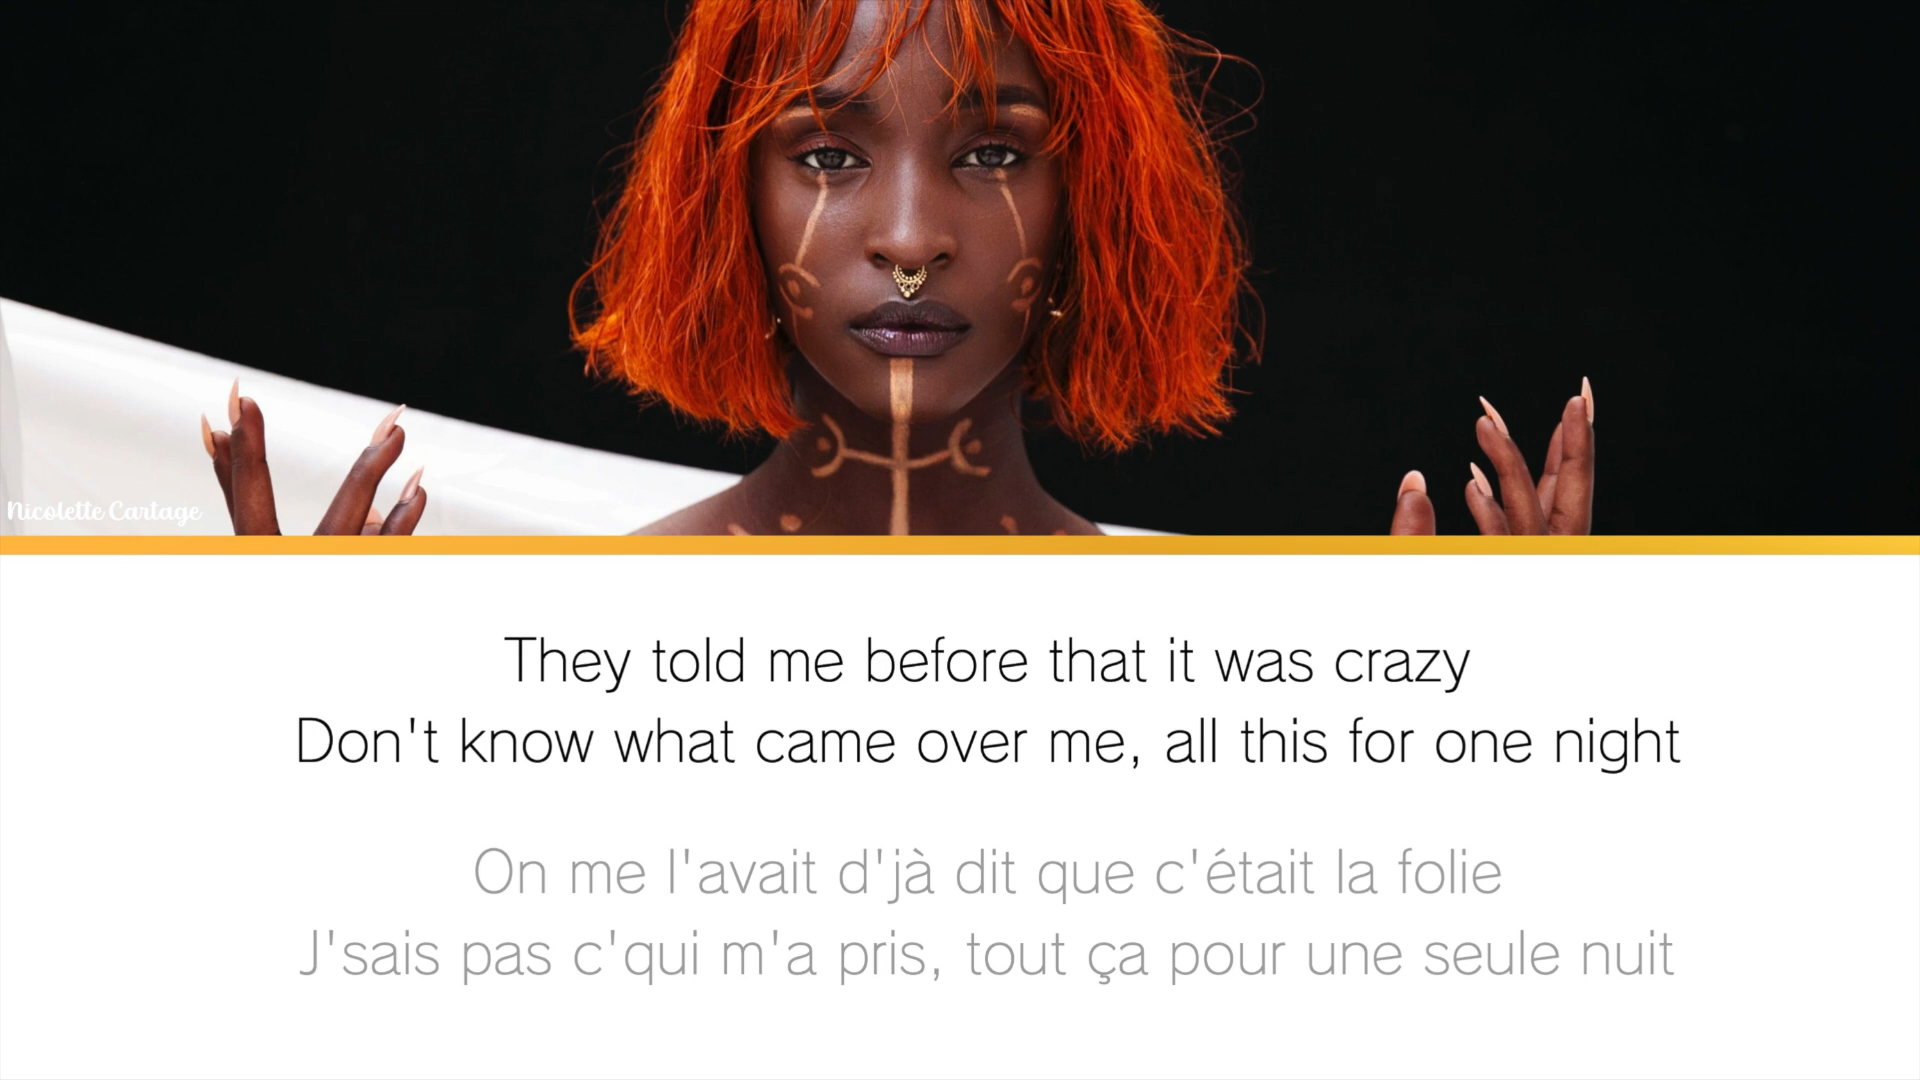 Nicolette Cartage
They told me before that it was crazy
Don't know what came over me, all this for one night
On me l'avait d'jà dit que c'était la folie
J'sais pas c'qui m'a pris, tout ça pour une seule nuit